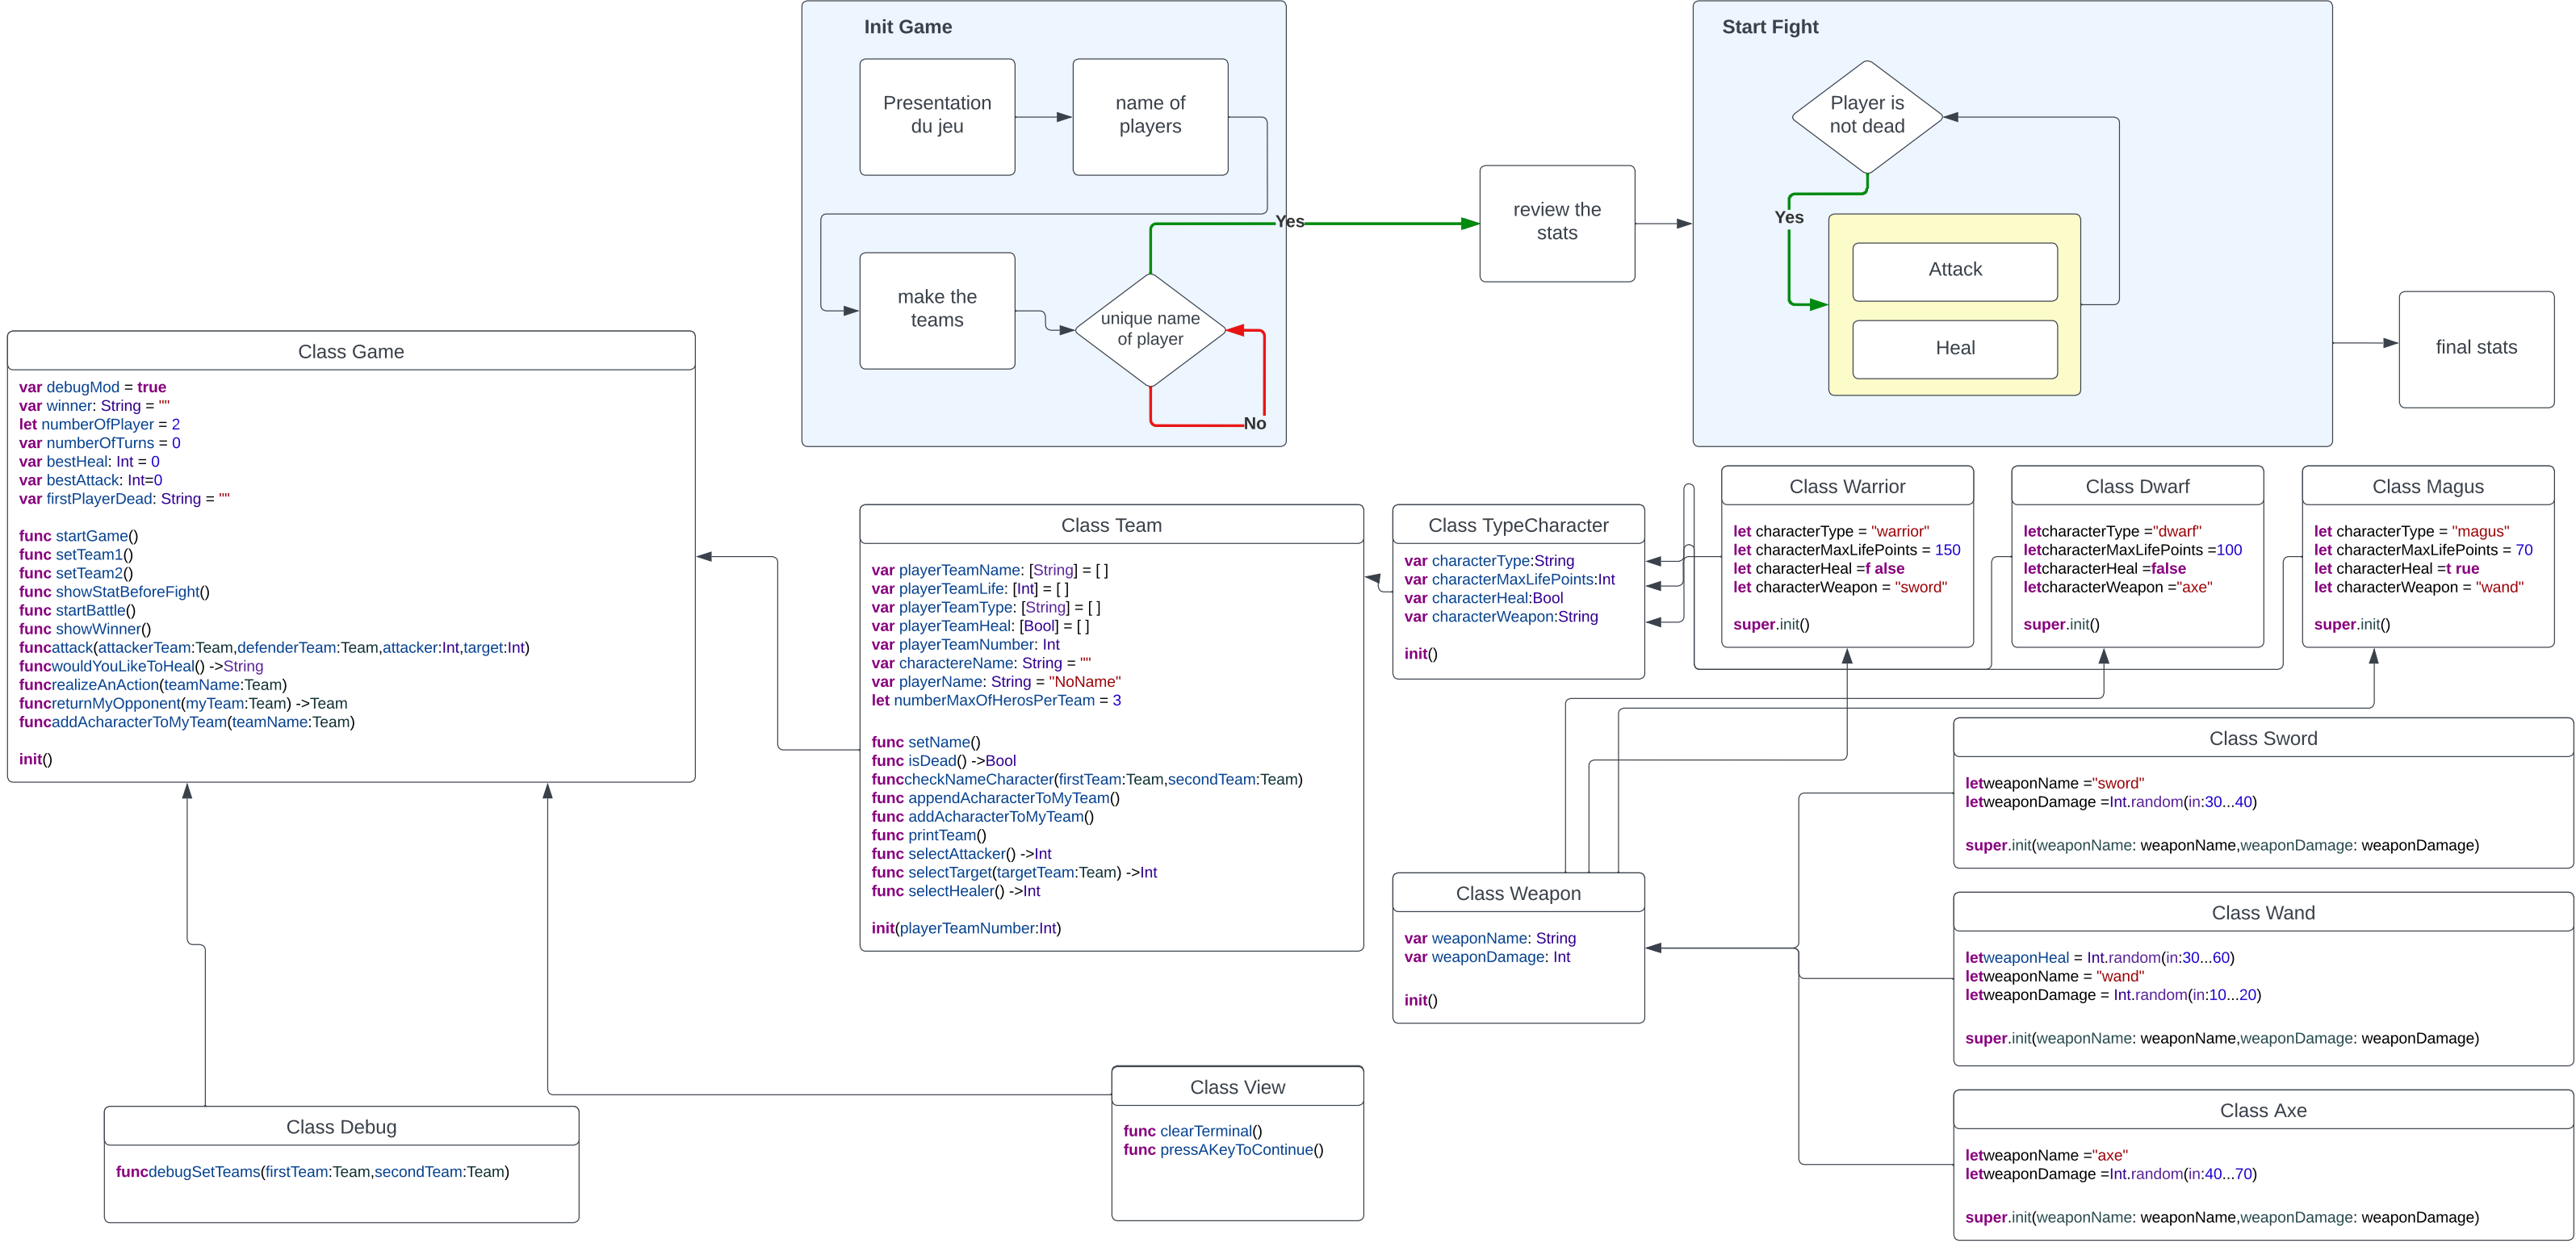 Init Game
Presentation
du jeu
name of
players
make the
teams
unique name
of player
Yes
No
review the
stats
Start Fight
Player is
not dead
Yes
Attack
Heal
final stats
Class Game
var debugMod = true
var winner: String = ""
let numberOfPlayer = 2
var numberOfTurns = 0
var bestHeal: Int = 0
var bestAttack: Int=0
var firstPlayerDead: String = ""
func startGame()
func setTeam1()
func setTeam2()
func showStatBeforeFight()
func startBattle()
func showWinner()
funcattack(attackerTeam:Team,defenderTeam:Team,attacker:Int,target:Int)
funcwouldYouLikeToHeal() ->String
funcrealizeAnAction(teamName:Team)
funcreturnMyOpponent(myTeam:Team) ->Team
funcaddAcharacterToMyTeam(teamName:Team)
init()
Class Team
var playerTeamName: [String] = [ ]
var playerTeamLife: [Int] = [ ]
var playerTeamType: [String] = [ ]
var playerTeamHeal: [Bool] = [ ]
var playerTeamNumber: Int
var charactereName: String = ""
var playerName: String = "NoName"
let numberMaxOfHerosPerTeam = 3
func setName()
func isDead() ->Bool
funccheckNameCharacter(firstTeam:Team,secondTeam:Team)
func appendAcharacterToMyTeam()
func addAcharacterToMyTeam()
func printTeam()
func selectAttacker() ->Int
func selectTarget(targetTeam:Team) ->Int
func selectHealer() ->Int
init(playerTeamNumber:Int)
Class TypeCharacter
var characterType:String
var characterMaxLifePoints:Int
var characterHeal:Bool
var characterWeapon:String
init()
Class Warrior
let characterType = "warrior"
let characterMaxLifePoints = 150
let characterHeal =f alse
let characterWeapon = "sword"
super.init()
Class Dwarf
letcharacterType ="dwarf"
letcharacterMaxLifePoints =100
letcharacterHeal =false
letcharacterWeapon ="axe"
super.init()
Class Magus
let characterType = "magus"
let characterMaxLifePoints = 70
let characterHeal =t rue
let characterWeapon = "wand"
super.init()
Class Sword
letweaponName ="sword"
letweaponDamage =Int.random(in:30...40)
super.init(weaponName: weaponName,weaponDamage: weaponDamage)
Class Weapon
var weaponName: String
var weaponDamage: Int
init()
Class Wand
letweaponHeal = Int.random(in:30...60)
letweaponName = "wand"
letweaponDamage = Int.random(in:10...20)
super.init(weaponName: weaponName,weaponDamage: weaponDamage)
Class Axe
letweaponName ="axe"
letweaponDamage =Int.random(in:40...70)
super.init(weaponName: weaponName,weaponDamage: weaponDamage)
Class View
func clearTerminal()
func pressAKeyToContinue()
Class Debug
funcdebugSetTeams(firstTeam:Team,secondTeam:Team)